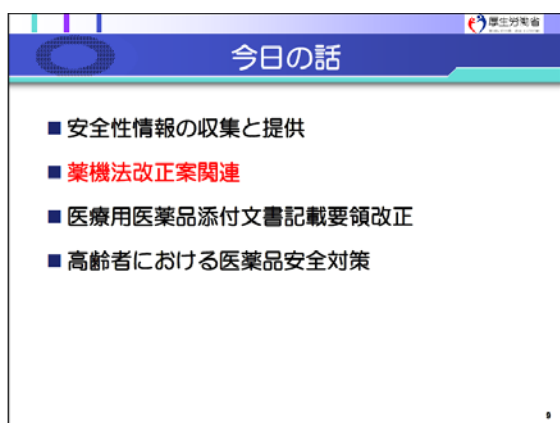 厚生労働省
今日の話
■安全性情報の収集と提供
■薬機法改正案関連
■医療用医薬品添付文書記載要領改正
■高齢者における医薬品安全対策
9